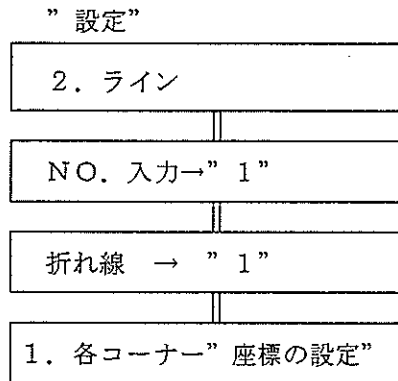 ” 設定”
2．ライン
NO．入力→” 1”
折れ線　→　” 1”
1．各コーナー” 座標の設定”